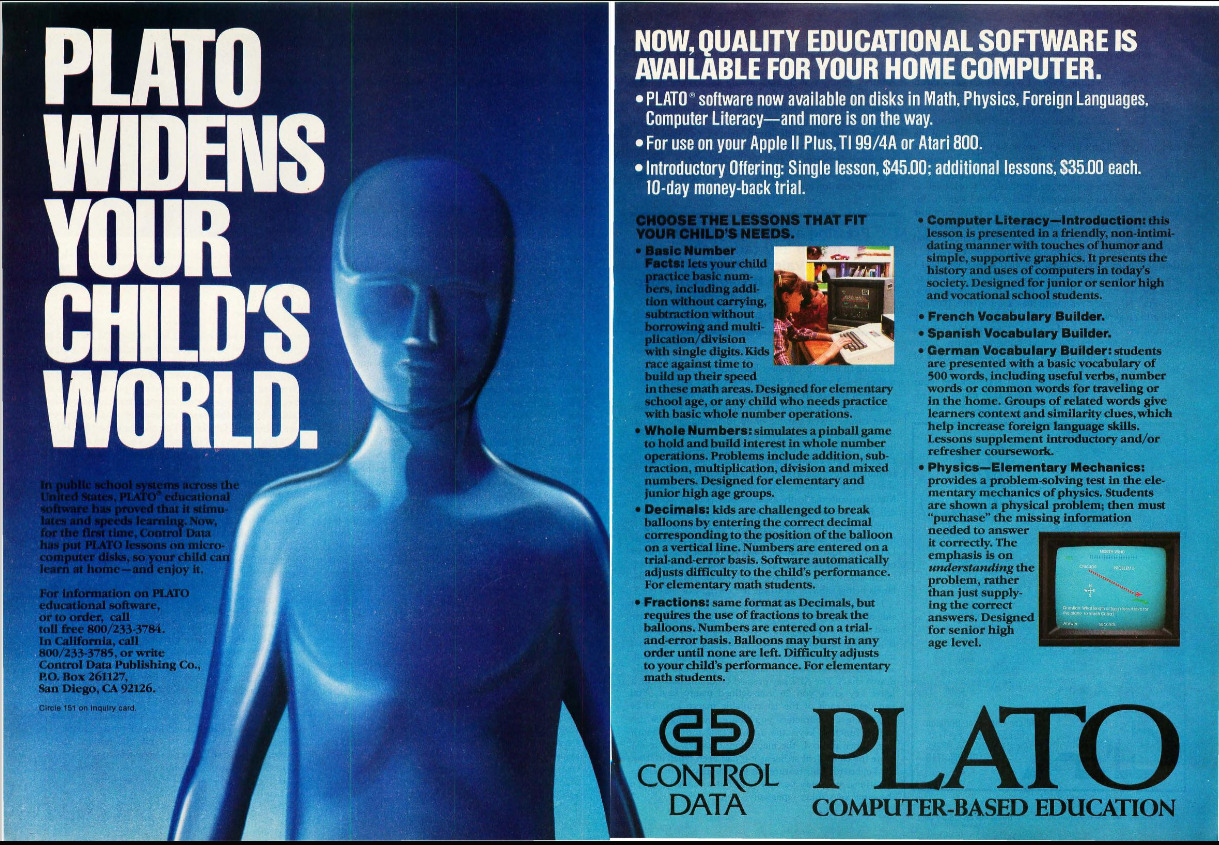 PLATO
WIDENS
YOUR
CHILD'S
WORLD.
In public school systems across the
United States, PLATO® educational
software has proved that it stimu-
lates and speeds learning. Now,
for the first time, Control Data
has put PLATO lessons on micro-
computer disks, so your child can
learn at home—and enjoy it.
For information on PLATO
educational software,
or to order, call
toll free 800/233-3784.
In California, call
800/233-3785, or write
Control Data Publishing Co.,
P.O. Box 261127,
San Diego, CA 92126.
Circle 151 on inquiry card.
NOW, QUALITY EDUCATIONAL SOFTWARE IS
AVAILABLE FOR YOUR HOME COMPUTER.
• PLATO® software now available on disks in Math, Physics, Foreign Languages,
Computer Literacy—and more is on the way.
• For use on your Apple II Plus, TI 99/4A or Atari 800.
• Introductory Offering: Single lesson, $45.00; additional lessons, $35.00 each.
10-day money-back trial.
CHOOSE THE LESSONS THAT FIT
YOUR CHILD'S NEEDS.
• Basic Number
Facts: lets your child
practice basic num-
bers, including addi-
tion without carrying,
subtraction without
borrowing and multi-
plication/division
with single digits. Kids
race against time to
build up their speed
in these math areas. Designed for elementary
school age, or any child who needs practice
with basic whole number operations.
• Whole Numbers: simulates a pinball game
to hold and build interest in whole number
operations. Problems include addition, sub-
traction, multiplication, division and mixed
numbers. Designed for elementary and
junior high age groups.
• Decimals: kids are challenged to break
balloons by entering the correct decimal
corresponding to the position of the balloon
on a vertical line. Numbers are entered on a
trial-and-error basis. Software automatically
adjusts difficulty to the child's performance.
For elementary math students.
• Fractions: same format as Decimals, but
requires the use of fractions to break the
balloons. Numbers are entered on a trial-
and-error basis. Balloons may burst in any
order until none are left. Difficulty adjusts
to your child's performance. For elementary
math students.
• Computer Literacy—Introduction: this
lesson is presented in a friendly, non-intimi-
dating manner with touches of humor and
simple, supportive graphics. It presents the
history and uses of computers in today's
society. Designed for junior or senior high
and vocational school students.
• French Vocabulary Builder.
• Spanish Vocabulary Builder.
• German Vocabulary Builder: students
are presented with a basic vocabulary of
500 words, including useful verbs, number
words or common words for traveling or
in the home. Groups of related words give
learners context and similarity clues, which
help increase foreign language skills.
Lessons supplement introductory and/or
refresher coursework.
• Physics—Elementary Mechanics:
provides a problem-solving test in the ele-
mentary mechanics of physics. Students
are shown a physical problem; then must
"purchase" the missing information
needed to answer
it correctly. The
emphasis is on
understanding the
problem, rather
than just supply-
ing the correct
answers. Designed
for senior high
age level.
CONTROL
DATA
PLATO
COMPUTER-BASED EDUCATION